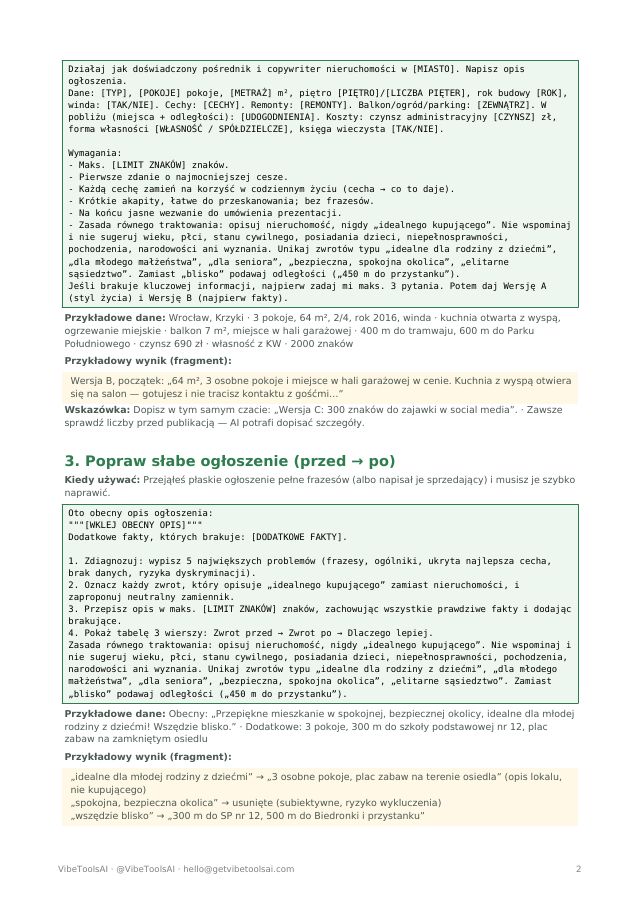 Działaj jak doświadczony pośrednik i copywriter nieruchomości w [MIASTO]. Napisz opis
ogłoszenia.
Dane: [TYP], [POKOJE] pokoje, [METRAŻ] m², piętro [PIĘTRO]/[LICZBA PIĘTER], rok budowy [ROK],
winda: [TAK/NIE]. Cechy: [CECHY]. Remonty: [REMONTY]. Balkon/ogród/parking: [ZEWNĄTRZ]. W
pobliżu (miejsca + odległości): [UDOGODNIENIA]. Koszty: czynsz administracyjny [CZYNSZ] zł,
forma własności [WŁASNOŚĆ / SPÓŁDZIELCZE], księga wieczysta [TAK/NIE].

Wymagania:
- Maks. [LIMIT ZNAKÓW] znaków.
- Pierwsze zdanie o najmocniejszej cesze.
- Każdą cechę zamień na korzyść w codziennym życiu (cecha → co to daje).
- Krótkie akapity, łatwe do przeskanowania; bez frazesów.
- Na końcu jasne wezwanie do umówienia prezentacji.
- Zasada równego traktowania: opisuj nieruchomość, nigdy „idealnego kupującego”. Nie wspominaj
i nie sugeruj wieku, płci, stanu cywilnego, posiadania dzieci, niepełnosprawności,
pochodzenia, narodowości ani wyznania. Unikaj zwrotów typu „idealne dla rodziny z dziećmi”,
„dla młodego małżeństwa”, „dla seniora”, „bezpieczna, spokojna okolica”, „elitarne
sąsiedztwo”. Zamiast „blisko” podawaj odległości („450 m do przystanku”).
Jeśli brakuje kluczowej informacji, najpierw zadaj mi maks. 3 pytania. Potem daj Wersję A
(styl życia) i Wersję B (najpierw fakty).
Przykładowe dane: Wrocław, Krzyki · 3 pokoje, 64 m², 2/4, rok 2016, winda · kuchnia otwarta z wyspą,
ogrzewanie miejskie · balkon 7 m², miejsce w hali garażowej · 400 m do tramwaju, 600 m do Parku
Południowego · czynsz 690 zł · własność z KW · 2000 znaków
Przykładowy wynik (fragment):
Wersja B, początek: „64 m², 3 osobne pokoje i miejsce w hali garażowej w cenie. Kuchnia z wyspą otwiera
się na salon — gotujesz i nie tracisz kontaktu z gośćmi…”
Wskazówka: Dopisz w tym samym czacie: „Wersja C: 300 znaków do zajawki w social media”. · Zawsze
sprawdź liczby przed publikacją — AI potrafi dopisać szczegóły.
3. Popraw słabe ogłoszenie (przed → po)
Kiedy używać: Przejąłeś płaskie ogłoszenie pełne frazesów (albo napisał je sprzedający) i musisz je szybko
naprawić.
Oto obecny opis ogłoszenia:
"""[WKLEJ OBECNY OPIS]"""
Dodatkowe fakty, których brakuje: [DODATKOWE FAKTY].

1. Zdiagnozuj: wypisz 5 największych problemów (frazesy, ogólniki, ukryta najlepsza cecha,
brak danych, ryzyka dyskryminacji).
2. Oznacz każdy zwrot, który opisuje „idealnego kupującego” zamiast nieruchomości, i
zaproponuj neutralny zamiennik.
3. Przepisz opis w maks. [LIMIT ZNAKÓW] znaków, zachowując wszystkie prawdziwe fakty i dodając
brakujące.
4. Pokaż tabelę 3 wierszy: Zwrot przed → Zwrot po → Dlaczego lepiej.
Zasada równego traktowania: opisuj nieruchomość, nigdy „idealnego kupującego”. Nie wspominaj i
nie sugeruj wieku, płci, stanu cywilnego, posiadania dzieci, niepełnosprawności, pochodzenia,
narodowości ani wyznania. Unikaj zwrotów typu „idealne dla rodziny z dziećmi”, „dla młodego
małżeństwa”, „dla seniora”, „bezpieczna, spokojna okolica”, „elitarne sąsiedztwo”. Zamiast
„blisko” podawaj odległości („450 m do przystanku”).
Przykładowe dane: Obecny: „Przepiękne mieszkanie w spokojnej, bezpiecznej okolicy, idealne dla młodej
rodziny z dziećmi! Wszędzie blisko.” · Dodatkowe: 3 pokoje, 300 m do szkoły podstawowej nr 12, plac
zabaw na zamkniętym osiedlu
Przykładowy wynik (fragment):
„idealne dla młodej rodziny z dziećmi” → „3 osobne pokoje, plac zabaw na terenie osiedla” (opis lokalu,
nie kupującego)
„spokojna, bezpieczna okolica” → usunięte (subiektywne, ryzyko wykluczenia)
„wszędzie blisko” → „300 m do SP nr 12, 500 m do Biedronki i przystanku”
VibeToolsAI · @VibeToolsAI · hello@getvibetoolsai.com 2